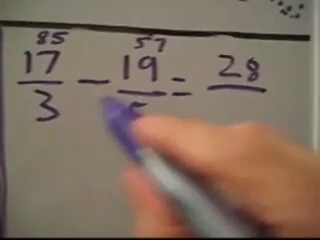 85 57
17 — 19 = 28
3